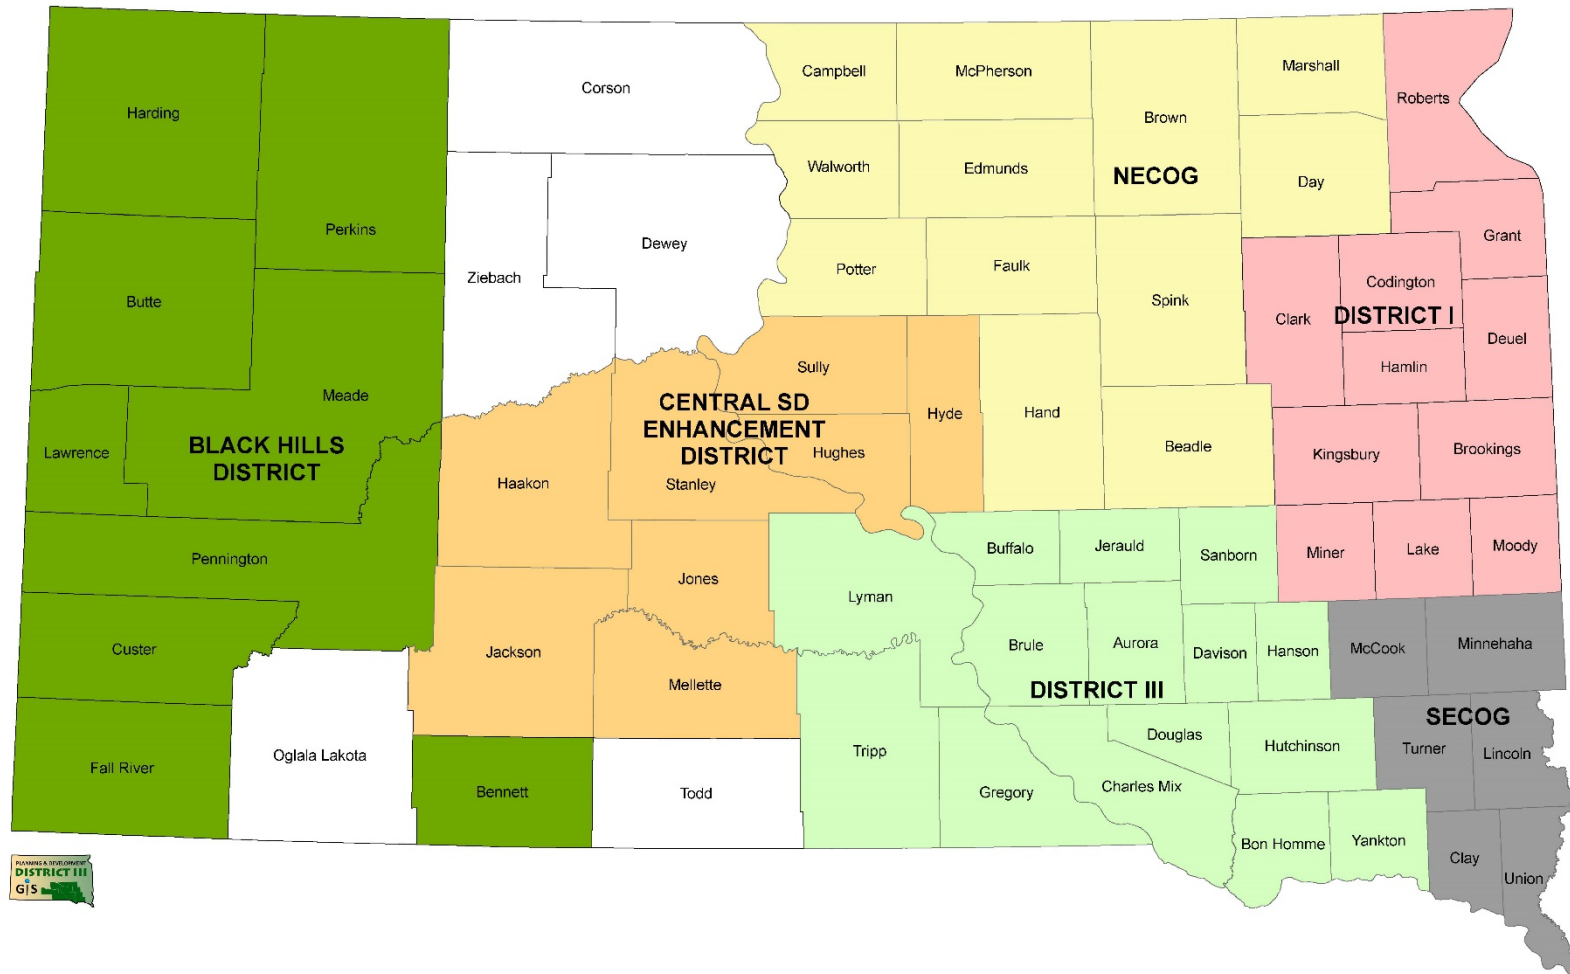 Harding
Perkins
Butte
Meade
Lawrence
BLACK HILLS
DISTRICT
Pennington
Custer
Fall River
Bennett
Corson
Dewey
Ziebach
Oglala Lakota
Todd
Campbell
McPherson
Brown
Marshall
Walworth
Edmunds
NECOG
Day
Potter
Faulk
Spink
Hand
Beadle
Roberts
Grant
Codington
Clark
DISTRICT I
Deuel
Hamlin
Kingsbury
Brookings
Miner
Lake
Moody
Sully
CENTRAL SD
ENHANCEMENT
DISTRICT
Hyde
Hughes
Stanley
Haakon
Jones
Jackson
Mellette
Buffalo
Jerauld
Sanborn
Lyman
Brule
Aurora
Davison
Hanson
DISTRICT III
Tripp
Gregory
Douglas
Charles Mix
Hutchinson
Bon Homme
Yankton
McCook
Minnehaha
SECOG
Turner
Lincoln
Clay
Union
PLANNING & DEVELOPMENT
DISTRICT III
GIS